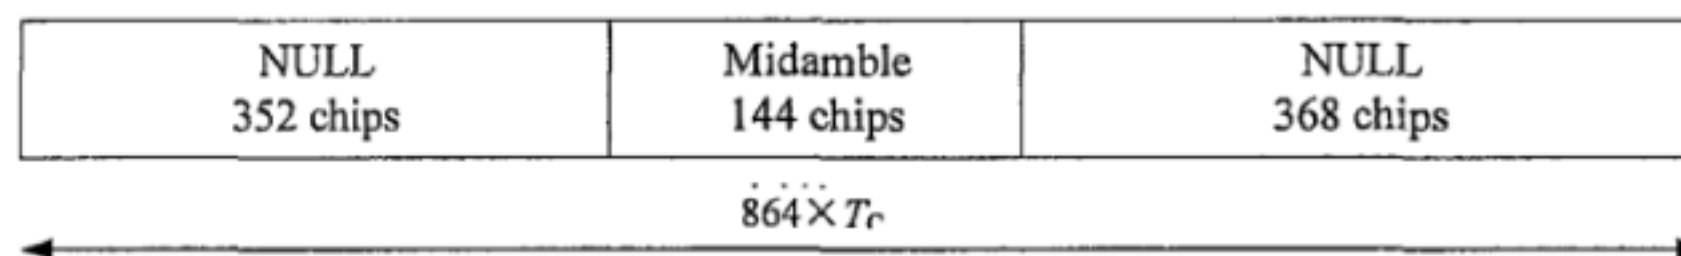 NULL
352 chips
Midamble
144 chips
NULL
368 chips
864×Tc